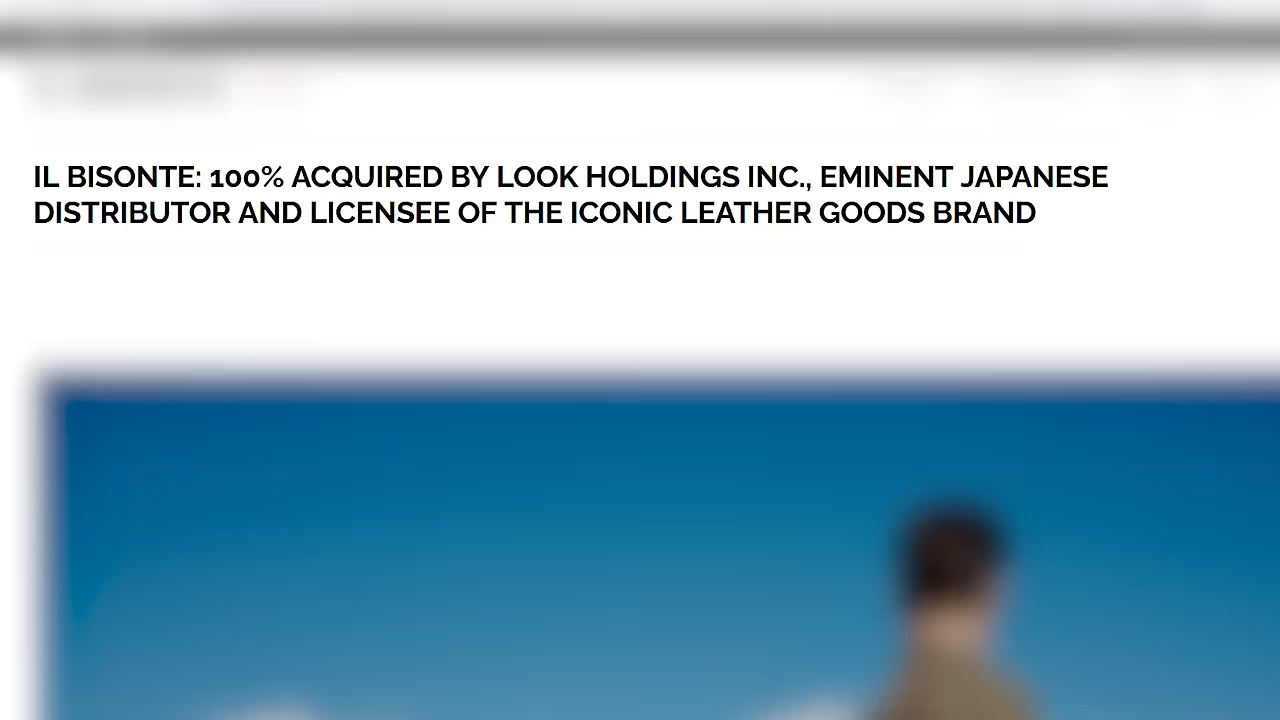 IL BISONTE: 100% ACQUIRED BY LOOK HOLDINGS INC., EMINENT JAPANESE
DISTRIBUTOR AND LICENSEE OF THE ICONIC LEATHER GOODS BRAND